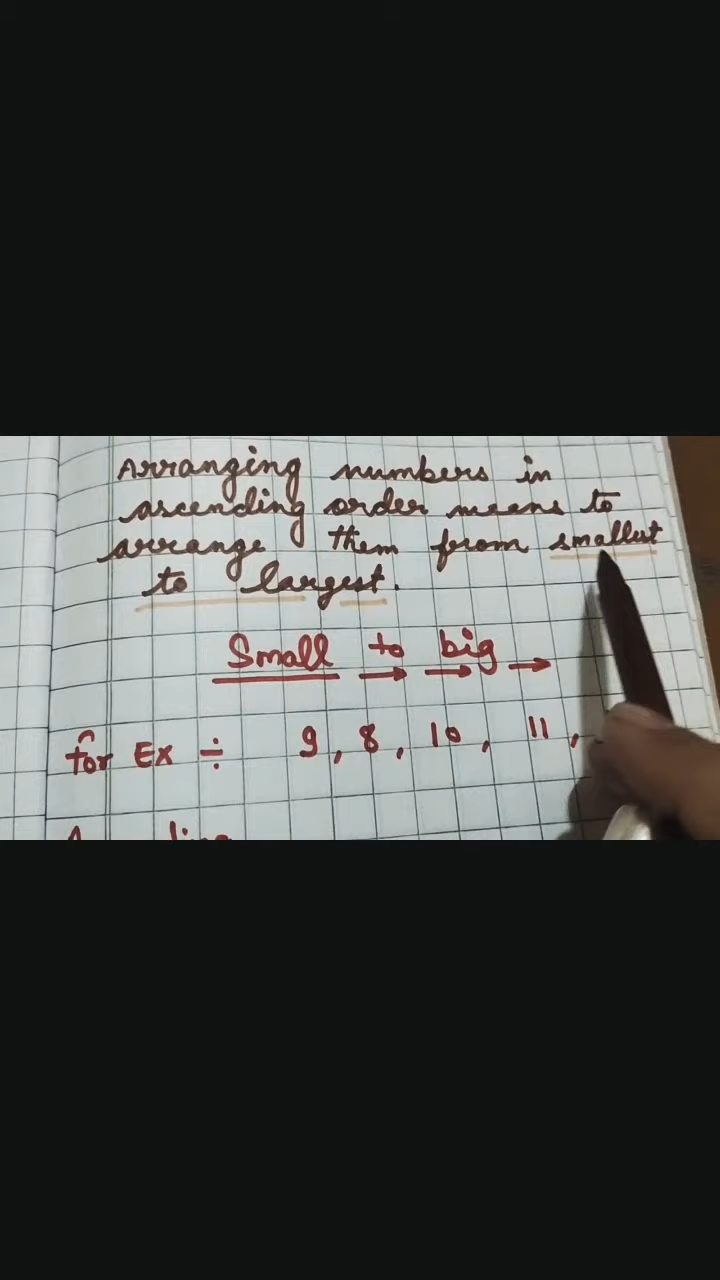 Arranging numbers in
ascending order means to
arrange them from smallest
to largest.
Small to big →
for Ex ÷ 9, 8, 10, 11,